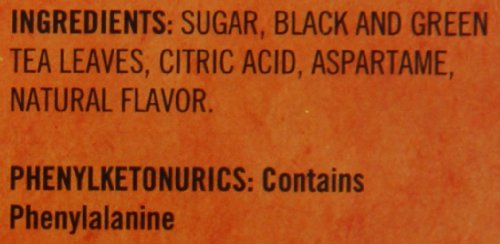 INGREDIENTS: SUGAR, BLACK AND GREEN
TEA LEAVES, CITRIC ACID, ASPARTAME,
NATURAL FLAVOR.
PHENYLKETONURICS: Contains
Phenylalanine